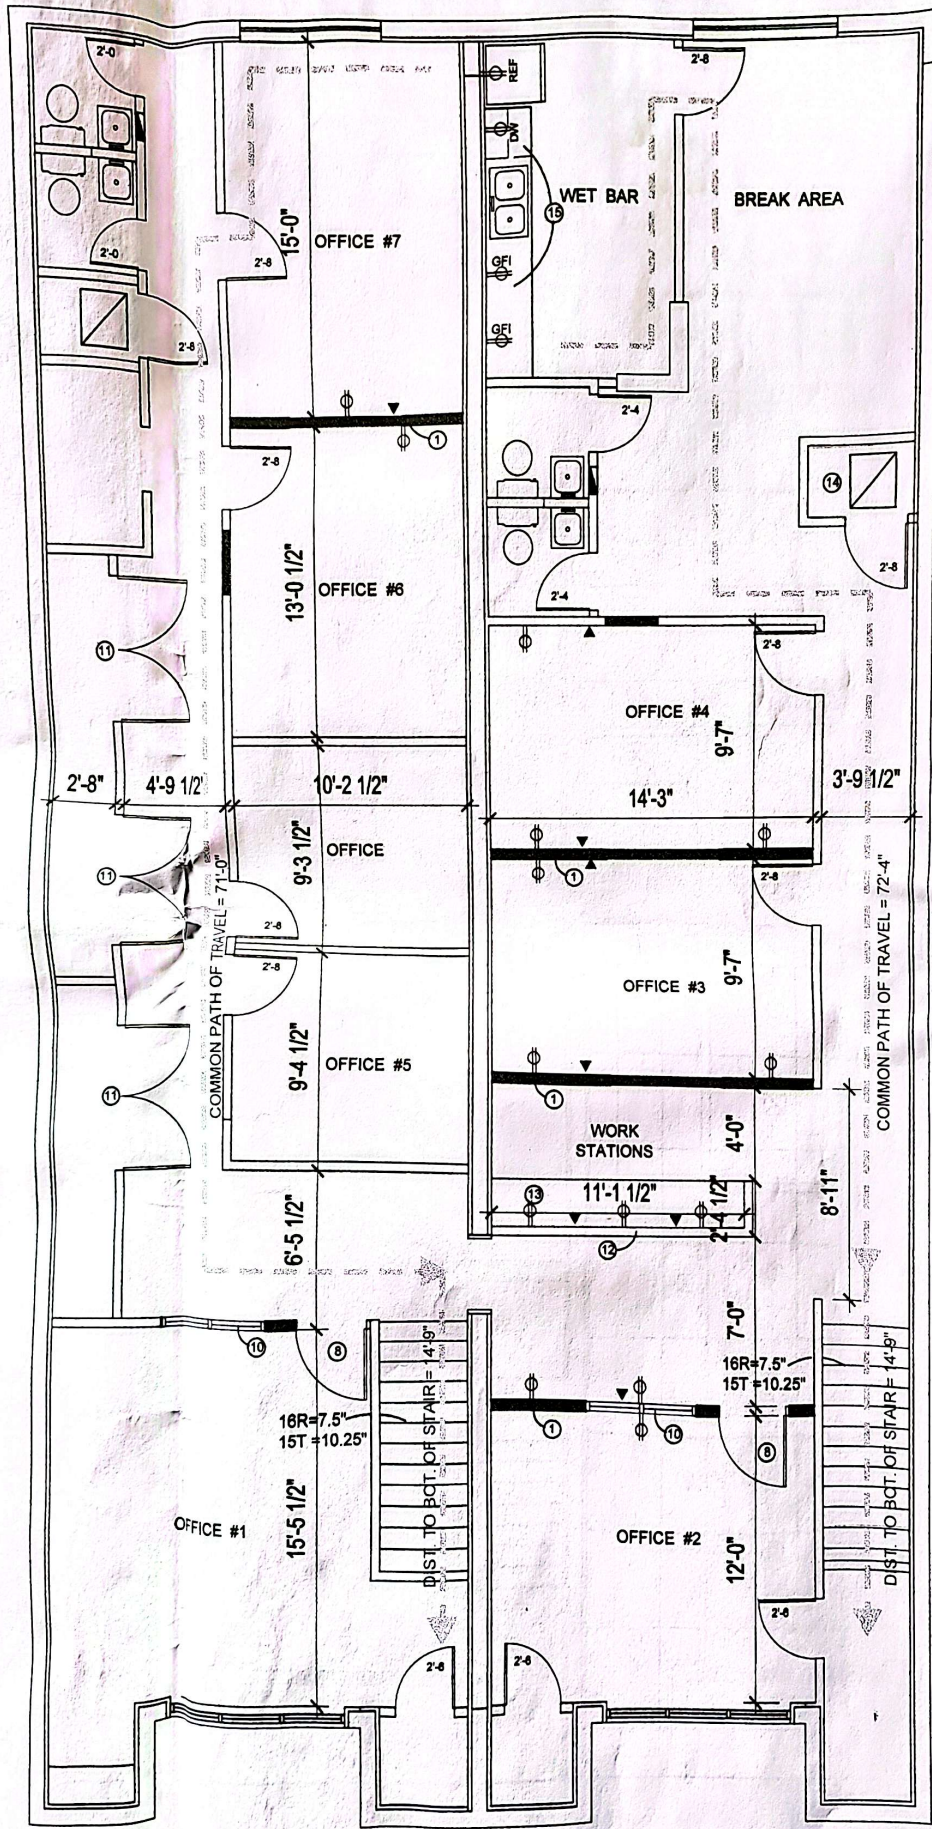 2'-0
REF
2'-8
DW
WET BAR
BREAK AREA
15
15'-0"
OFFICE #7
2'-0
2'-8
GFI
2'-8
GFI
2'-4
1
2'-8
14
13'-0 1/2"
OFFICE #6
2'-8
2'-4
11
2'-8
OFFICE #4
9'-7"
2'-8"
4'-9 1/2"
10'-2 1/2"
14'-3"
3'-9 1/2"
9'-3 1/2"
OFFICE
11
1
2'-8
COMMON PATH OF TRAVEL = 71'-0"
COMMON PATH OF TRAVEL = 72'-4"
2'-8
2'-8
OFFICE #3
9'-7"
9'-4 1/2"
OFFICE #5
11
1
WORK
STATIONS
4'-0"
13
11'-1 1/2"
2'-4 1/2"
8'-11"
6'-5 1/2"
12
7'-0"
10
8
16R=7.5"
15T =10.25"
DIST. TO BOT. OF STAIR = 14'-9"
16R=7.5"
15T =10.25"
DIST. TO BOT. OF STAIR = 14'-9"
1
10
8
OFFICE #1
15'-5 1/2"
OFFICE #2
12'-0"
2'-6
2'-6
2'-6